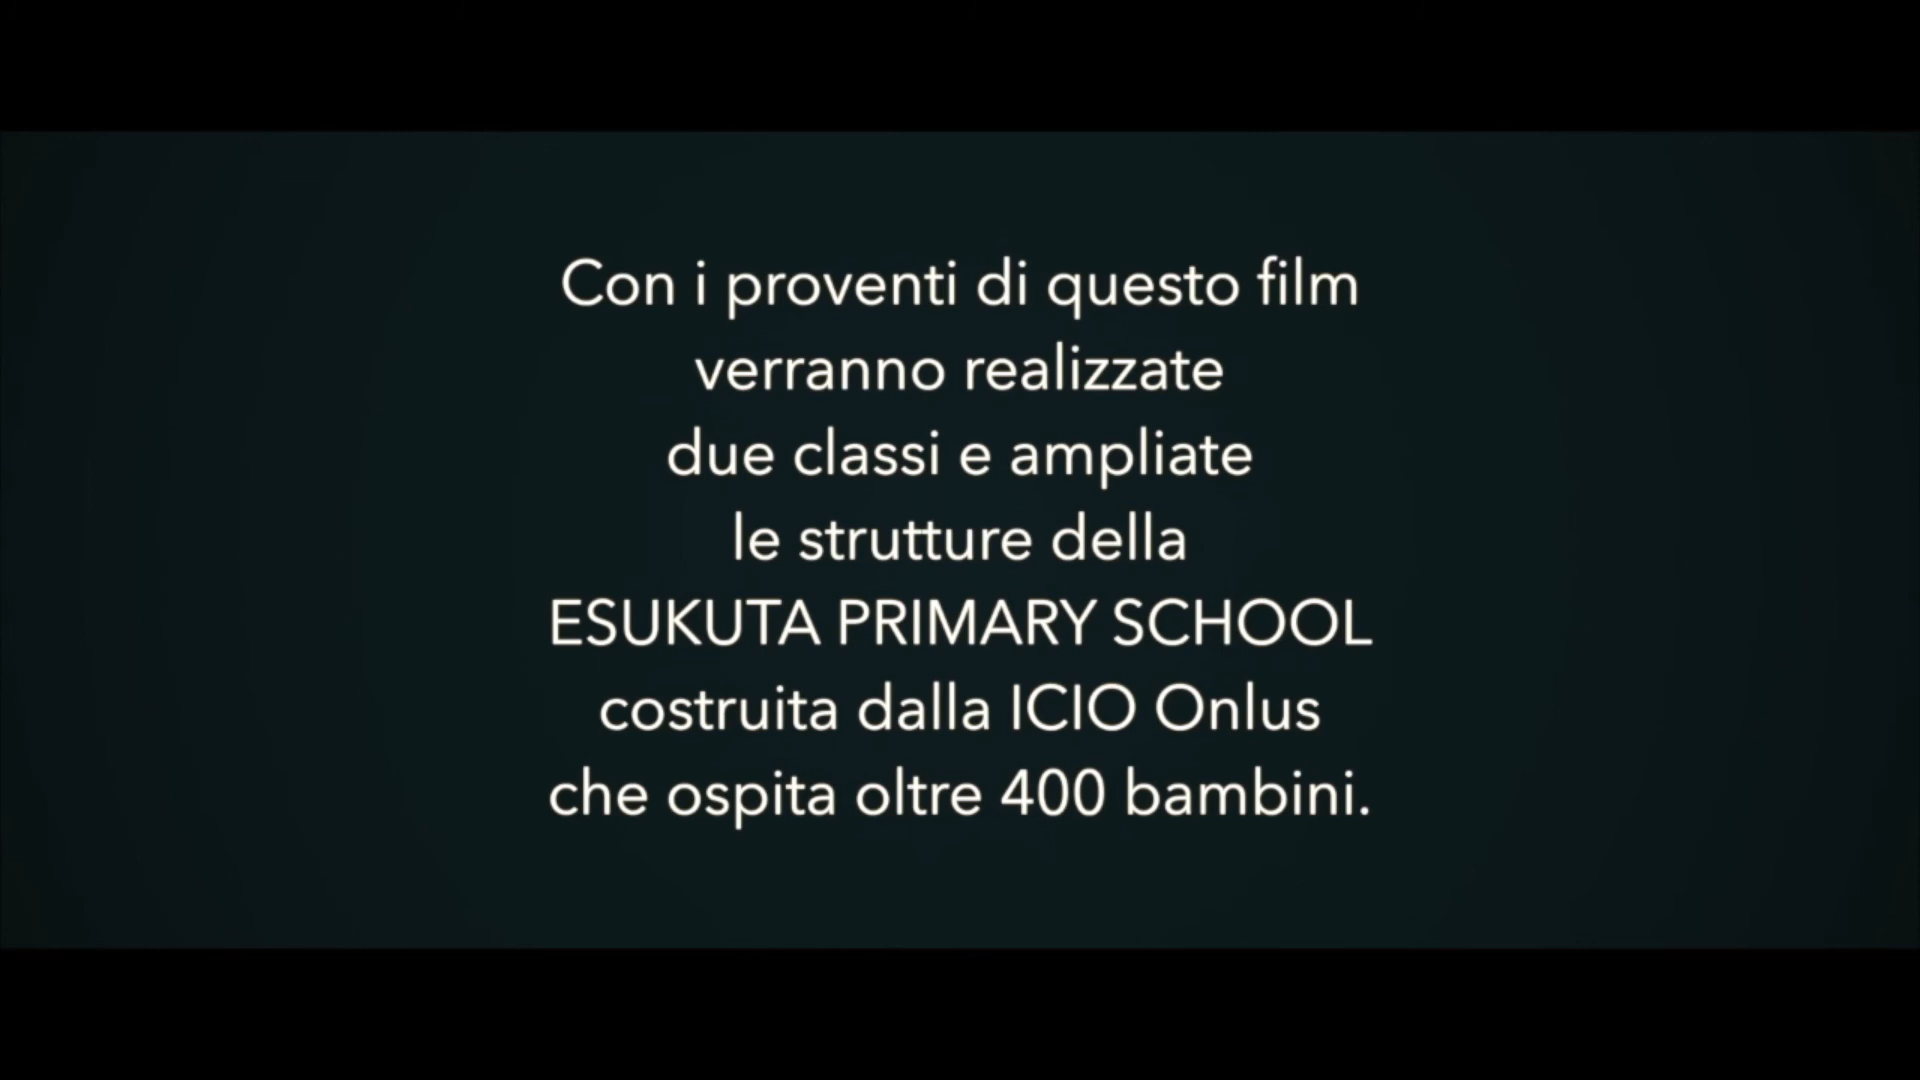 Con i proventi di questo film
verranno realizzate
due classi e ampliate
le strutture della
ESUKUTA PRIMARY SCHOOL
costruita dalla ICIO Onlus
che ospita oltre 400 bambini.